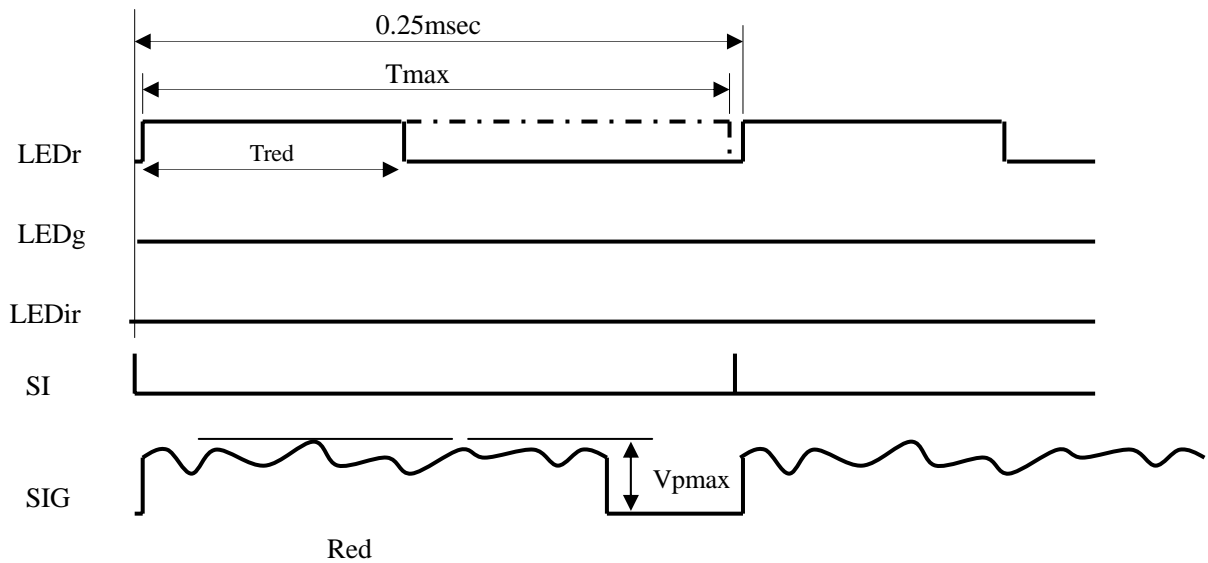 0.25msec
Tmax
LEDr
Tred
LEDg
LEDir
SI
SIG
Vpmax
Red